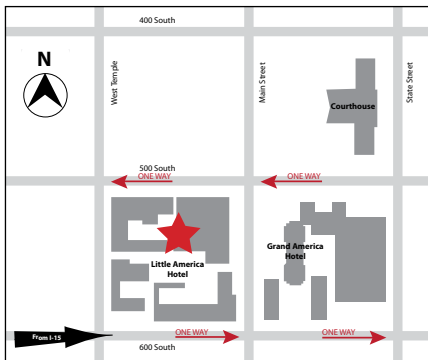 400 South
N
West Temple
Main Street
State Street
Courthouse
500 South
ONE WAY
ONE WAY
Grand America
Hotel
Little America
Hotel
From I-15
ONE WAY
ONE WAY
600 South